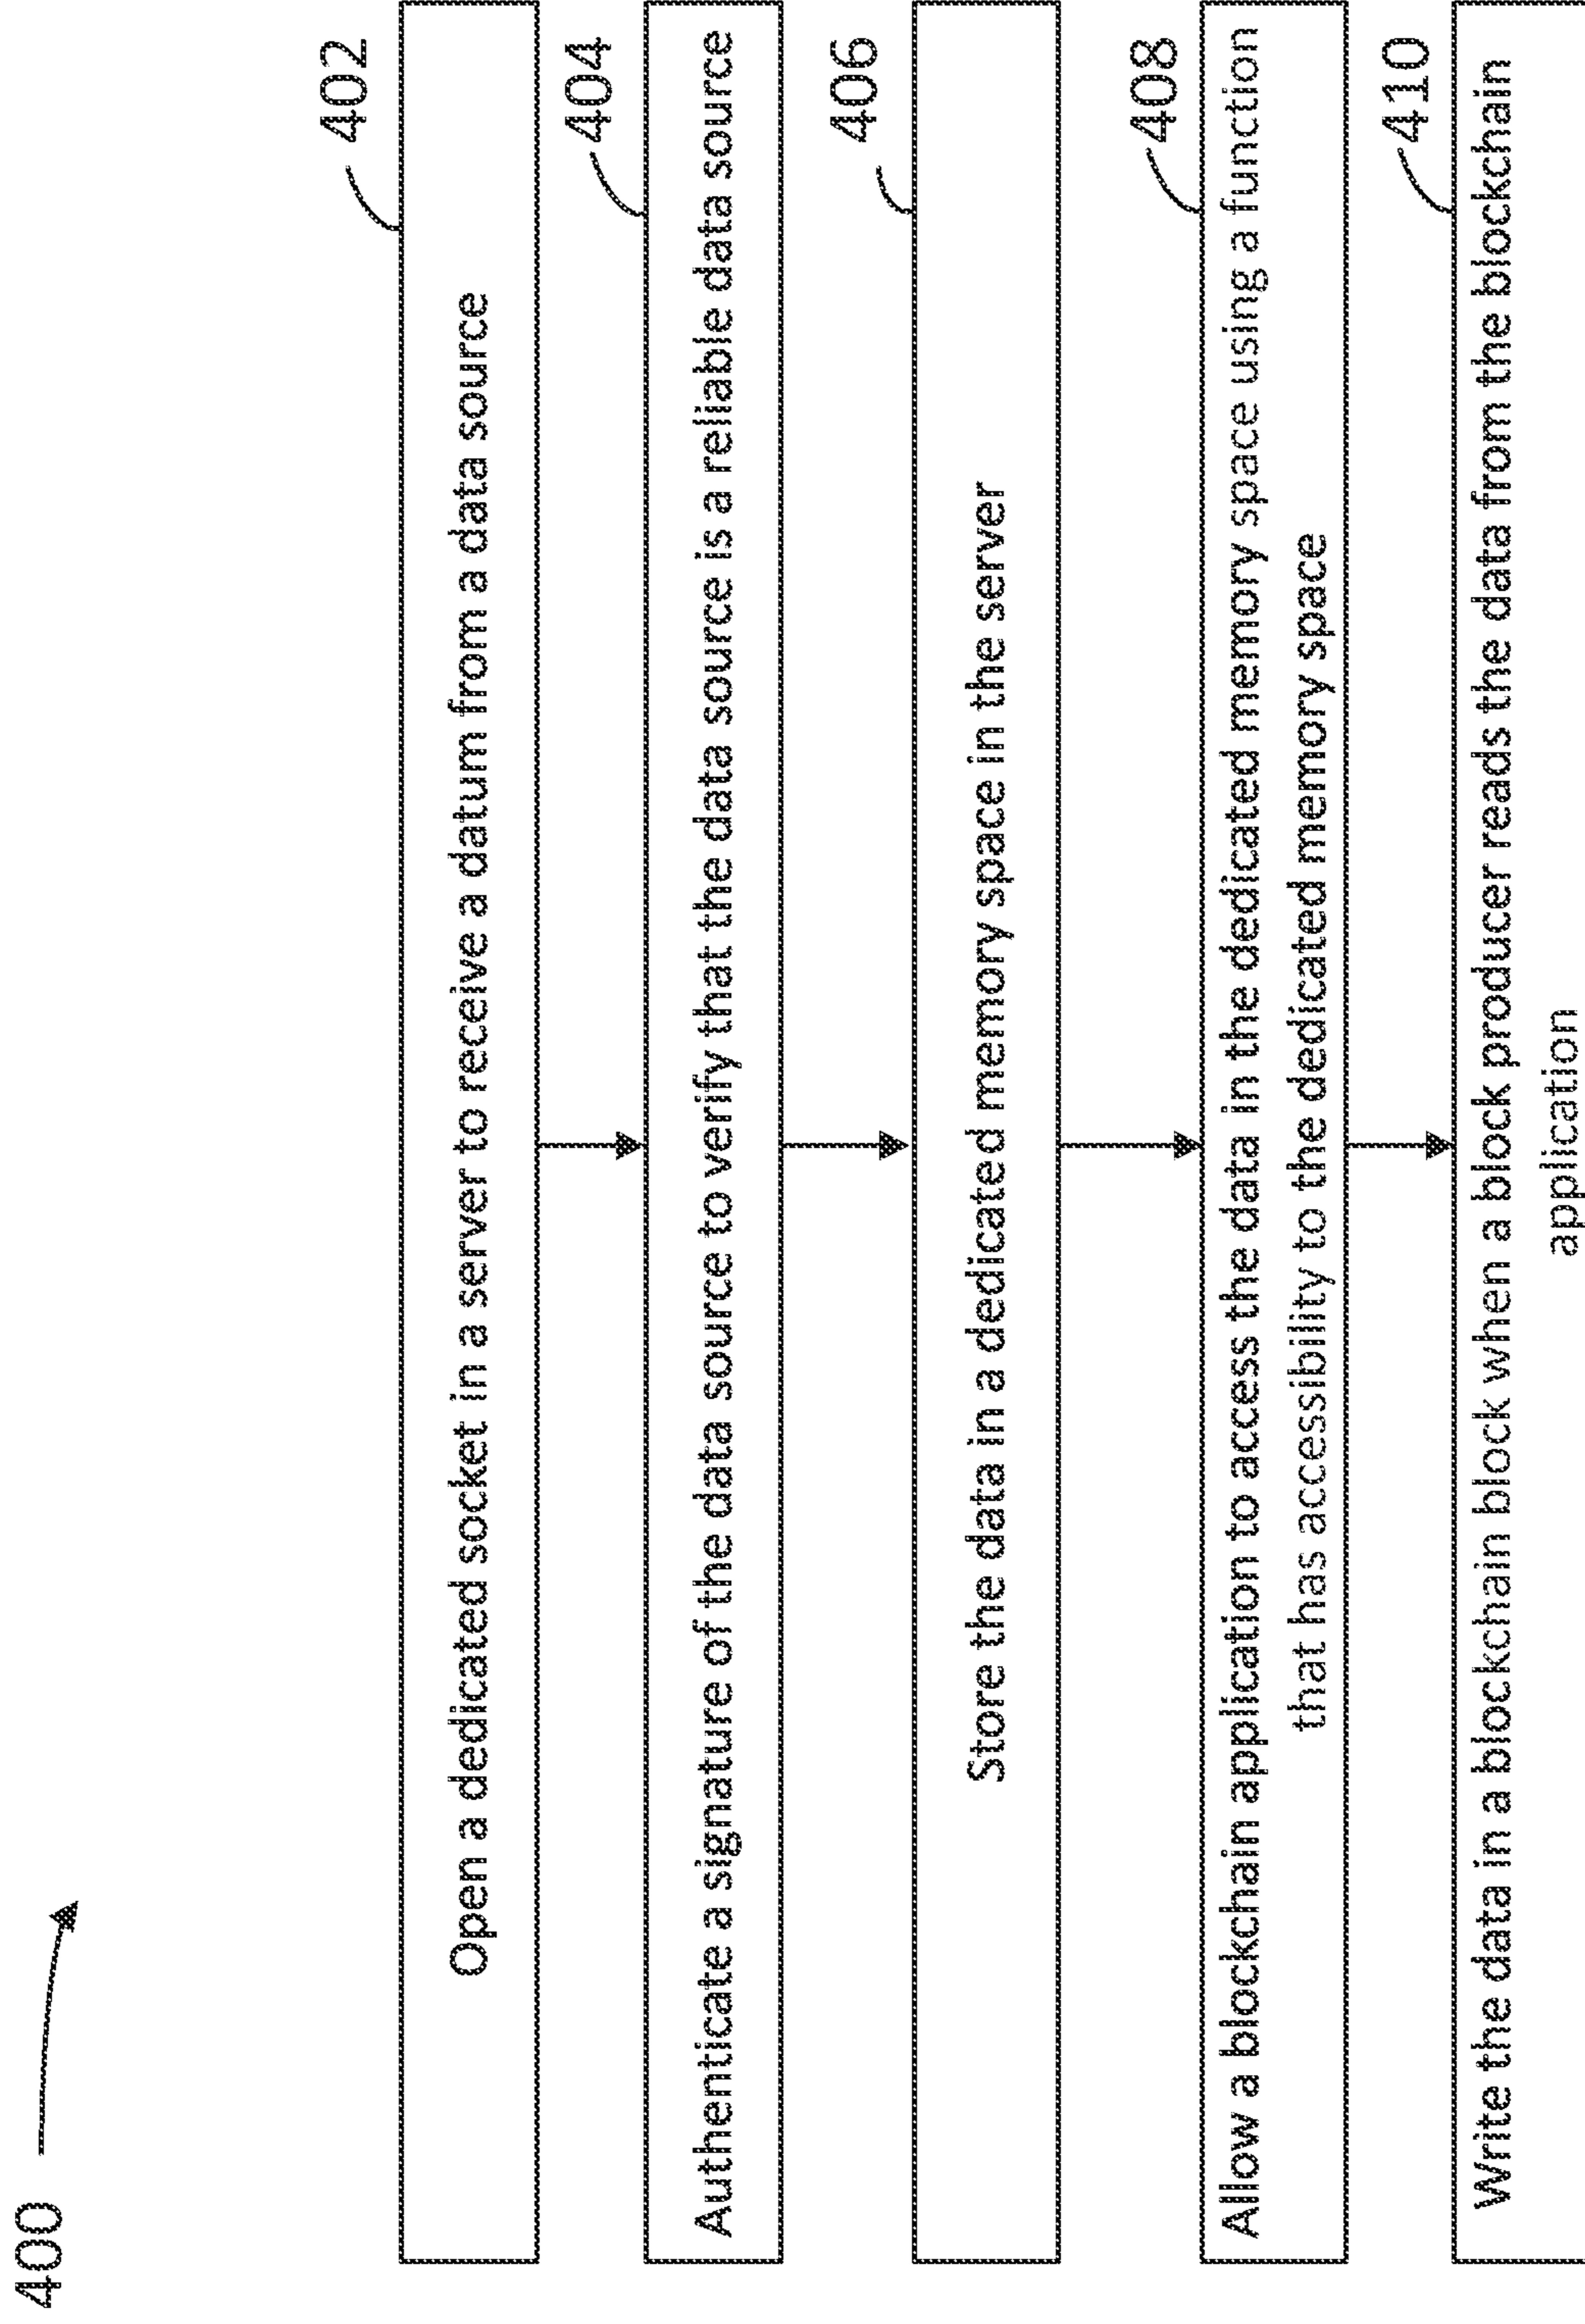 400
402
Open a dedicated socket in a server to receive a datum from a data source
404
Authenticate a signature of the data source to verify that the data source is a reliable data source
406
Store the data in a dedicated memory space in the server
408
Allow a blockchain application to access the data in the dedicated memory space using a function
that has accessibility to the dedicated memory space
410
Write the data in a blockchain block when a block producer reads the data from the blockchain
application